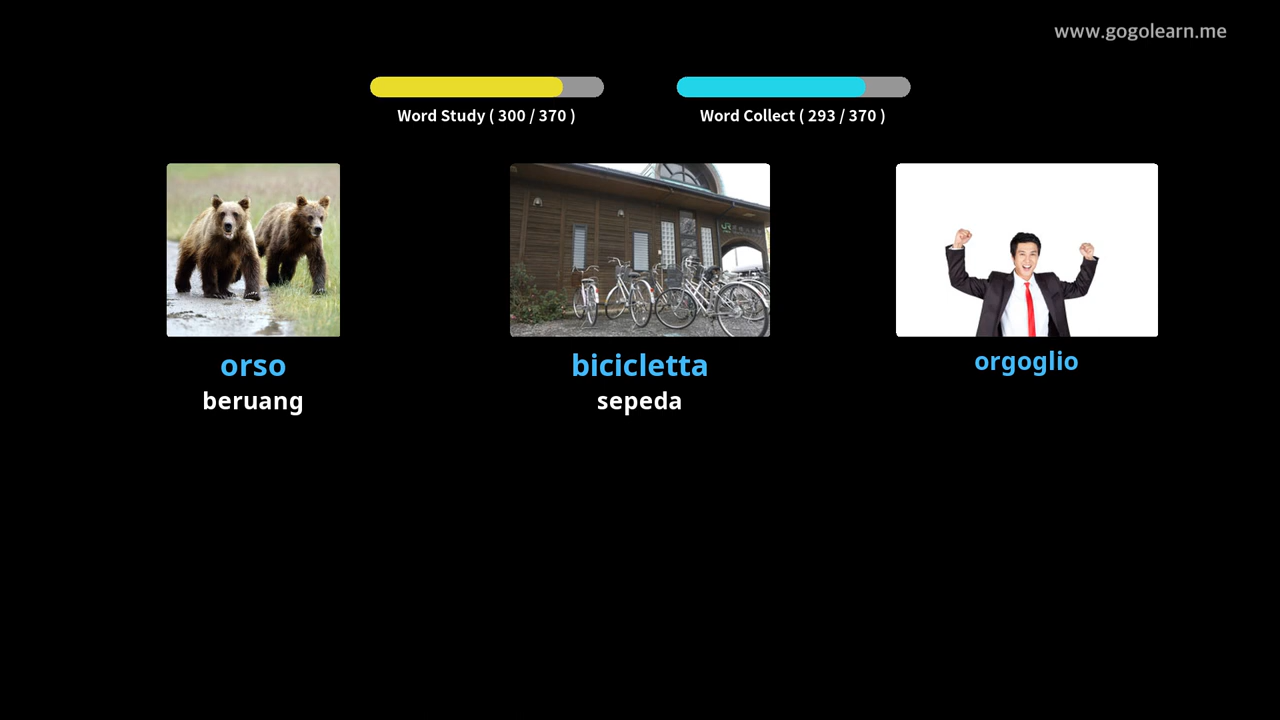 www.gogolearn.me
Word Study ( 300 / 370 )
Word Collect ( 293 / 370 )
orso
beruang
bicicletta
sepeda
orgoglio